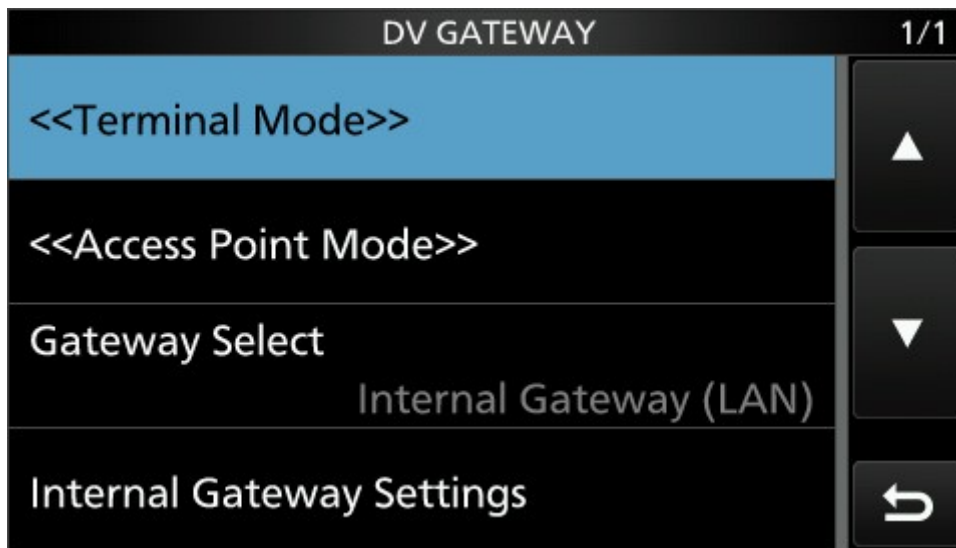 DV GATEWAY 1/1
<<Terminal Mode>>
<<Access Point Mode>>
Gateway Select
Internal Gateway (LAN)
Internal Gateway Settings